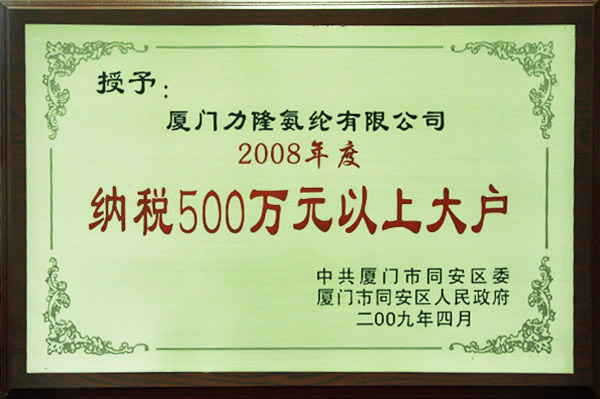 授予：
厦门力隆氨纶有限公司
2008年度
纳税500万元以上大户
中共厦门市同安区委
厦门市同安区人民政府
二00九年四月